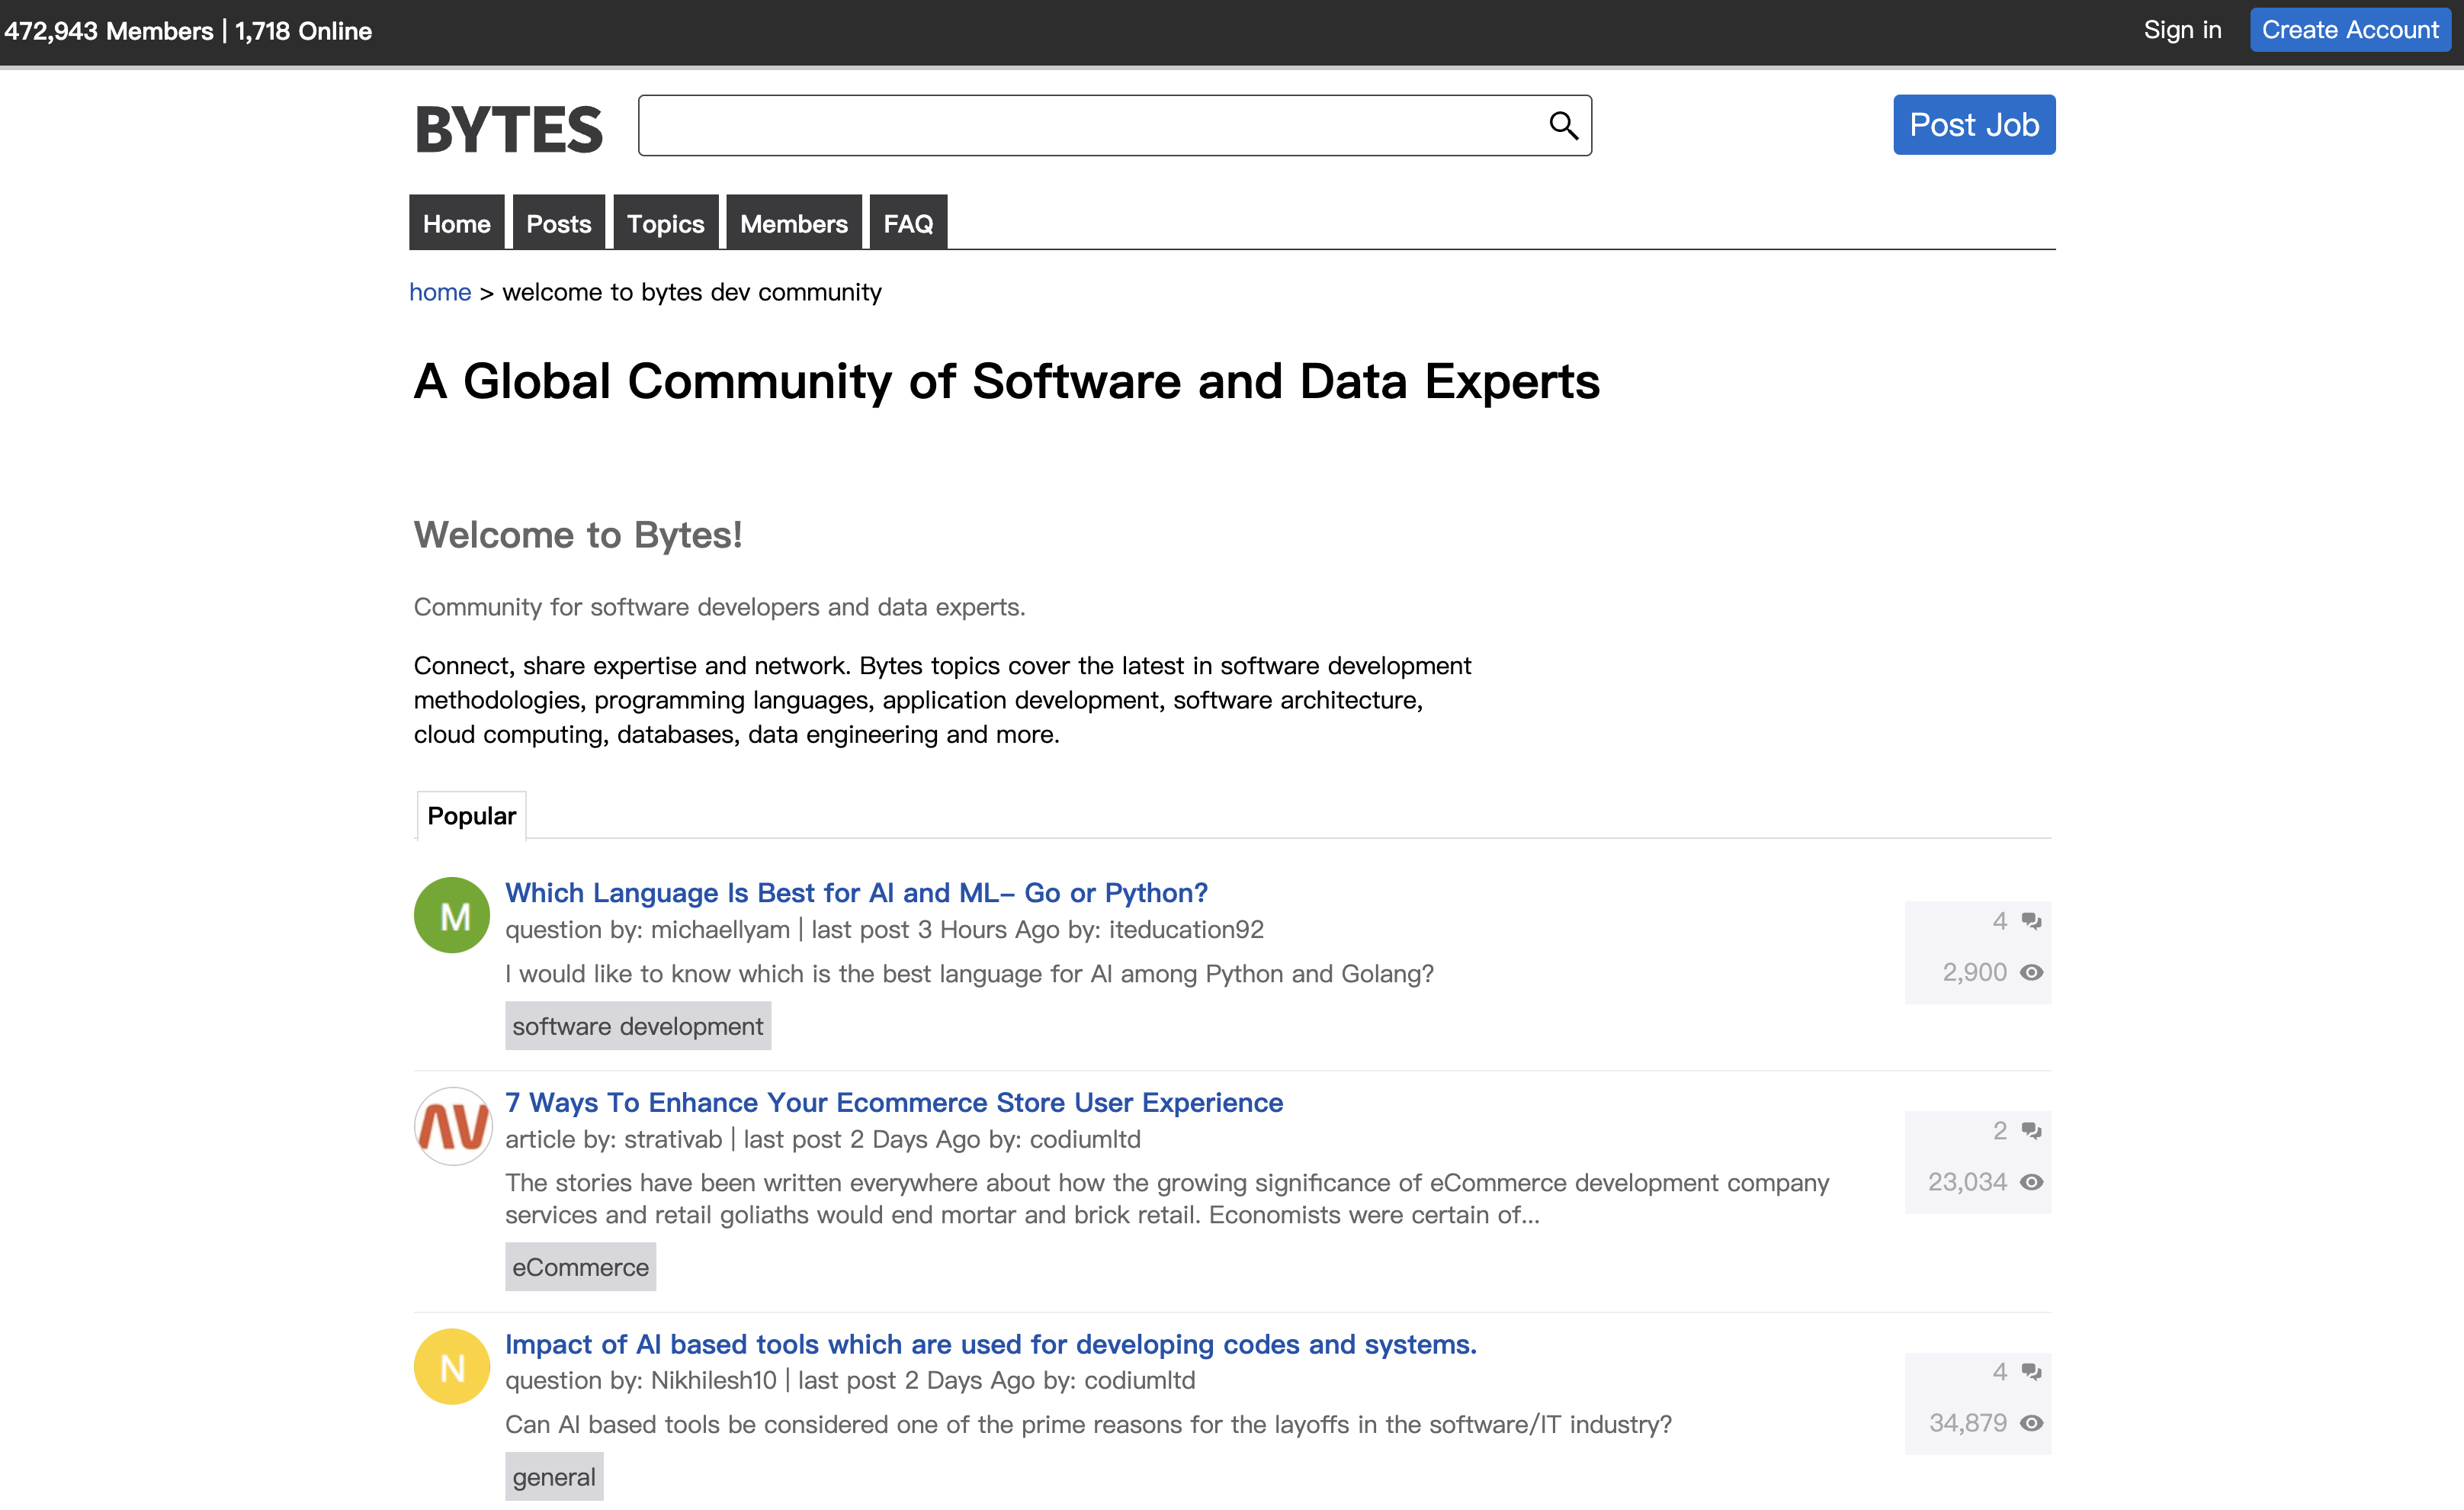 472,943 Members | 1,718 Online
Sign in
Create Account
BYTES
Post Job
Home
Posts
Topics
Members
FAQ
home > welcome to bytes dev community
A Global Community of Software and Data Experts
Welcome to Bytes!
Community for software developers and data experts.
Connect, share expertise and network. Bytes topics cover the latest in software development
methodologies, programming languages, application development, software architecture,
cloud computing, databases, data engineering and more.
Popular
M
Which Language Is Best for AI and ML– Go or Python?
question by: michaellyam | last post 3 Hours Ago by: iteducation92
I would like to know which is the best language for AI among Python and Golang?
software development
4
2,900
7 Ways To Enhance Your Ecommerce Store User Experience
article by: strativab | last post 2 Days Ago by: codiumltd
The stories have been written everywhere about how the growing significance of eCommerce development company
services and retail goliaths would end mortar and brick retail. Economists were certain of...
eCommerce
2
23,034
N
Impact of AI based tools which are used for developing codes and systems.
question by: Nikhilesh10 | last post 2 Days Ago by: codiumltd
Can AI based tools be considered one of the prime reasons for the layoffs in the software/IT industry?
general
4
34,879